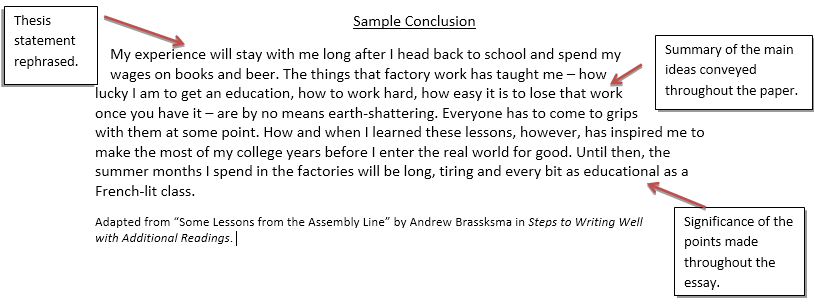 Thesis
statement
rephrased.
Sample Conclusion
My experience will stay with me long after I head back to school and spend my
wages on books and beer. The things that factory work has taught me – how
lucky I am to get an education, how to work hard, how easy it is to lose that work
once you have it – are by no means earth-shattering. Everyone has to come to grips
with them at some point. How and when I learned these lessons, however, has inspired me to
make the most of my college years before I enter the real world for good. Until then, the
summer months I spend in the factories will be long, tiring and every bit as educational as a
French-lit class.
Summary of the main
ideas conveyed
throughout the paper.
Adapted from “Some Lessons from the Assembly Line” by Andrew Brassksma in Steps to Writing Well
with Additional Readings.
Significance of the
points made
throughout the
essay.